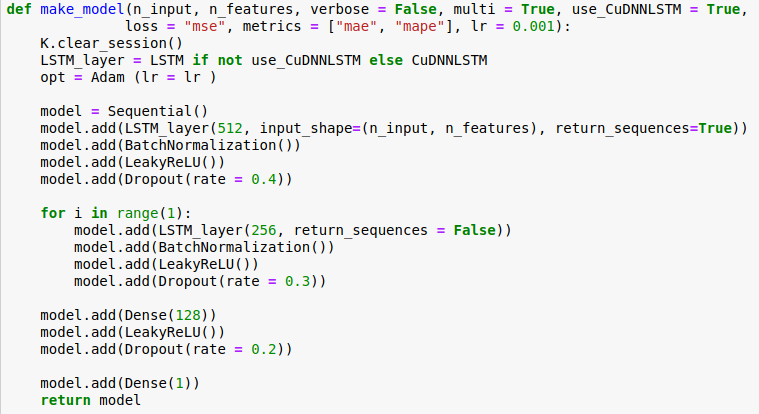 def make_model(n_input, n_features, verbose = False, multi = True, use_CuDNNLSTM = True,
              loss = "mse", metrics = ["mae", "mape"], lr = 0.001):
    K.clear_session()
    LSTM_layer = LSTM if not use_CuDNNLSTM else CuDNNLSTM
    opt = Adam (lr = lr )

    model = Sequential()
    model.add(LSTM_layer(512, input_shape=(n_input, n_features), return_sequences=True))
    model.add(BatchNormalization())
    model.add(LeakyReLU())
    model.add(Dropout(rate = 0.4))

    for i in range(1):
        model.add(LSTM_layer(256, return_sequences = False))
        model.add(BatchNormalization())
        model.add(LeakyReLU())
        model.add(Dropout(rate = 0.3))

    model.add(Dense(128))
    model.add(LeakyReLU())
    model.add(Dropout(rate = 0.2))

    model.add(Dense(1))
    return model